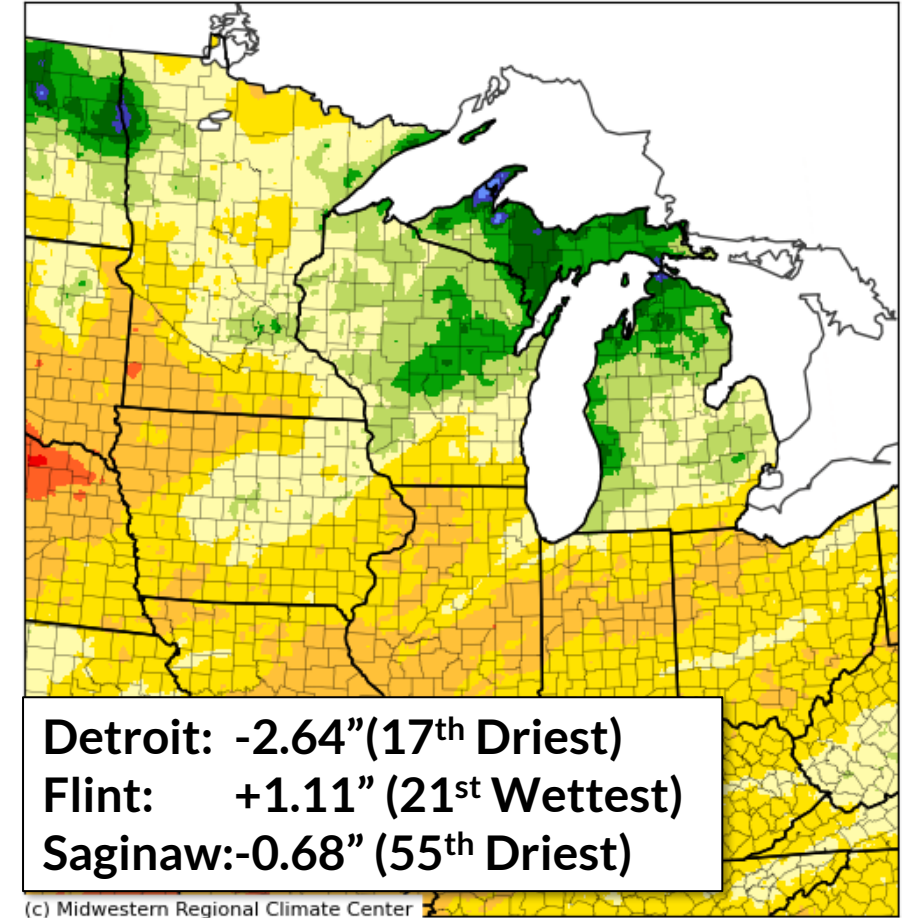 Detroit: -2.64”(17th Driest)
Flint: +1.11” (21st Wettest)
Saginaw:-0.68” (55th Driest)
(c) Midwestern Regional Climate Center